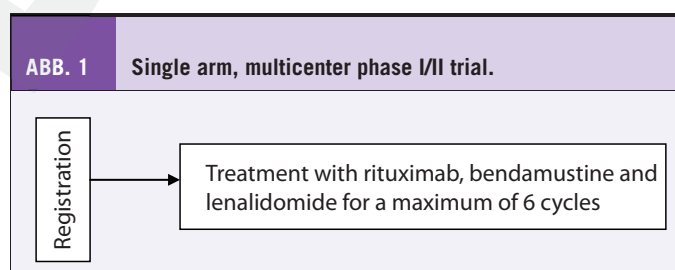 ABB. 1 Single arm, multicenter phase I/II trial.
Registration
Treatment with rituximab, bendamustine and
lenalidomide for a maximum of 6 cycles